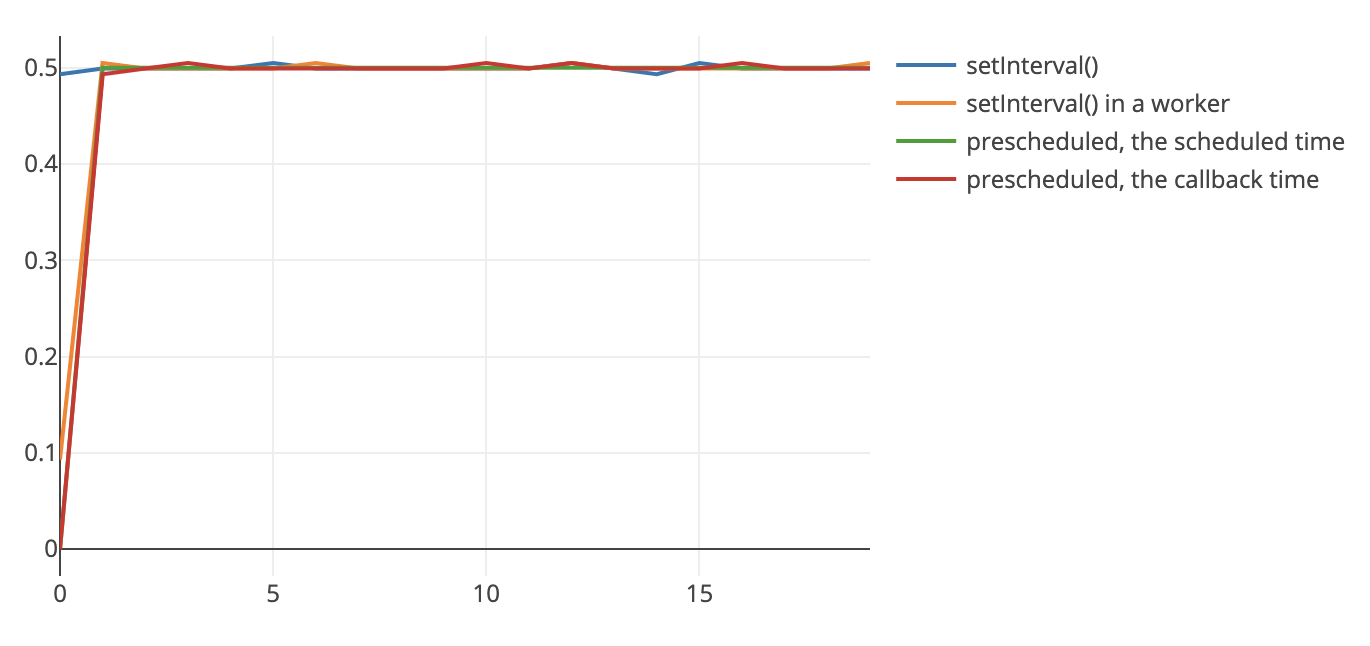 0.5
0.4
0.3
0.2
0.1
0
0 5 10 15
setInterval()
setInterval() in a worker
prescheduled, the scheduled time
prescheduled, the callback time